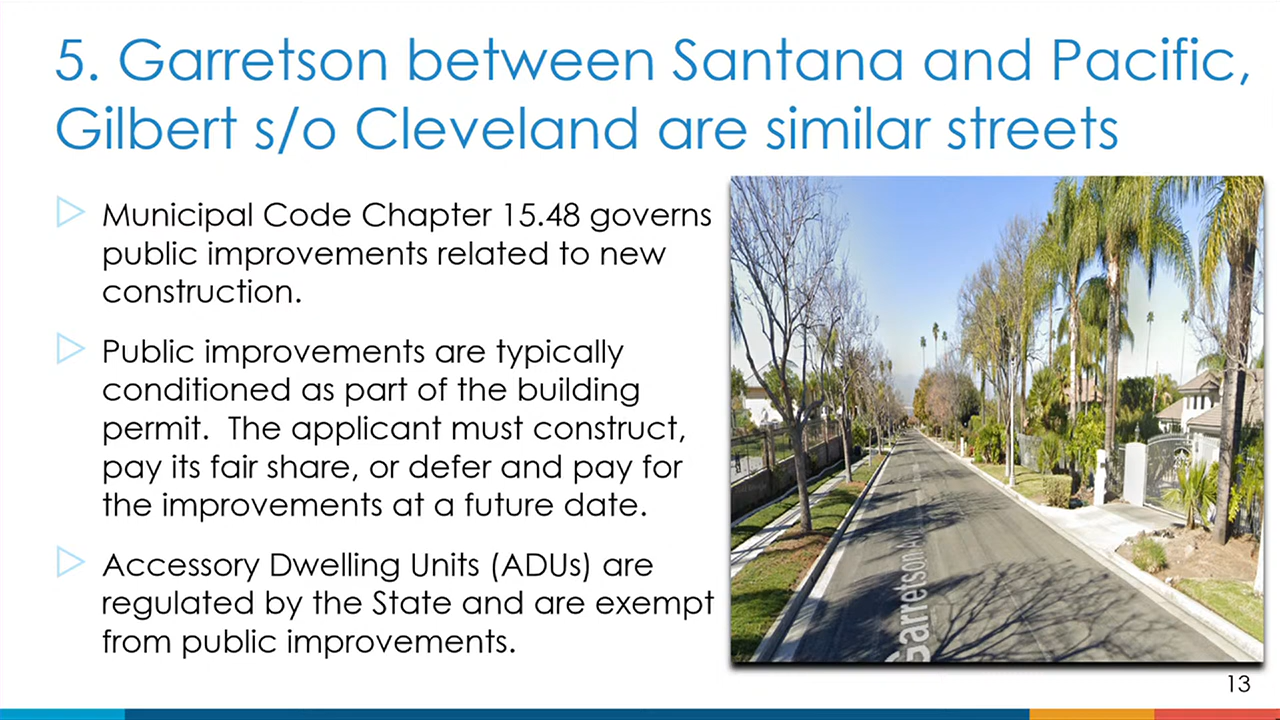 5. Garretson between Santana and Pacific,
Gilbert s/o Cleveland are similar streets
Municipal Code Chapter 15.48 governs
public improvements related to new
construction.
Public improvements are typically
conditioned as part of the building
permit.  The applicant must construct,
pay its fair share, or defer and pay for
the improvements at a future date.
Accessory Dwelling Units (ADUs) are
regulated by the State and are exempt
from public improvements.
Garretson
13